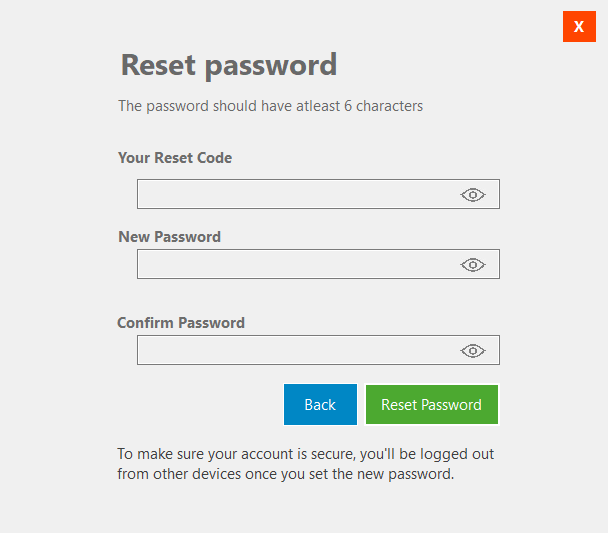 X
Reset password
The password should have atleast 6 characters
Your Reset Code
New Password
Confirm Password
Back
Reset Password
To make sure your account is secure, you'll be logged out
from other devices once you set the new password.